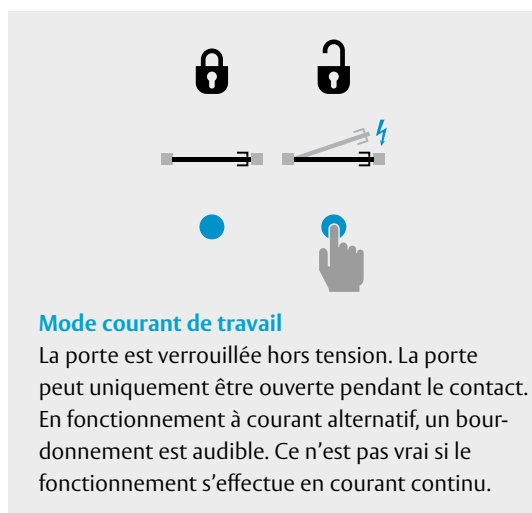 Mode courant de travail
La porte est verrouillée hors tension. La porte
peut uniquement être ouverte pendant le contact.
En fonctionnement à courant alternatif, un bour-
donnement est audible. Ce n’est pas vrai si le
fonctionnement s’effectue en courant continu.